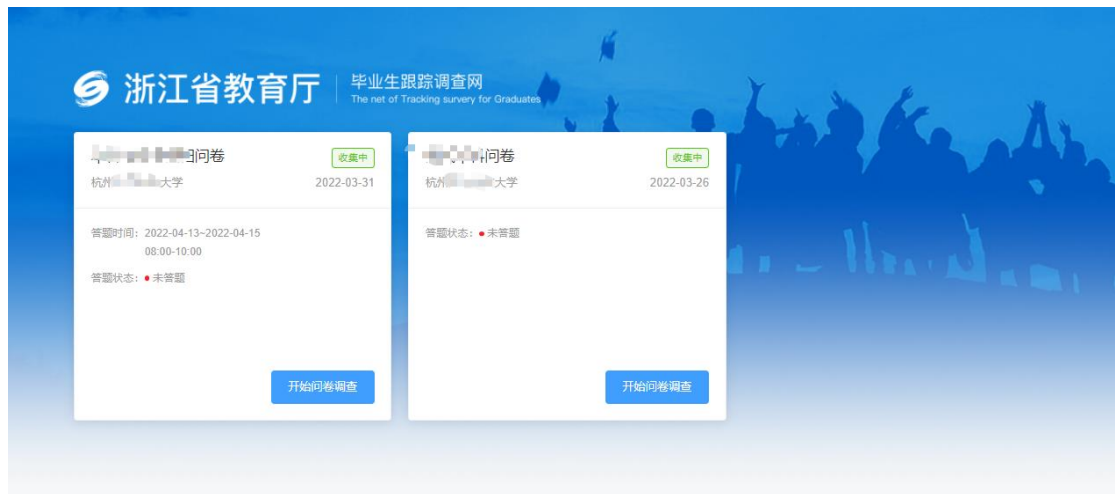 浙江省教育厅
毕业生跟踪调查网
The net of Tracking survery for Graduates
问卷
收集中
杭州
大学
2022-03-31
答题时间：2022-04-13~2022-04-15
08:00-10:00
答题状态：未答题
开始问卷调查
问卷
收集中
杭州
大学
2022-03-26
答题状态：未答题
开始问卷调查